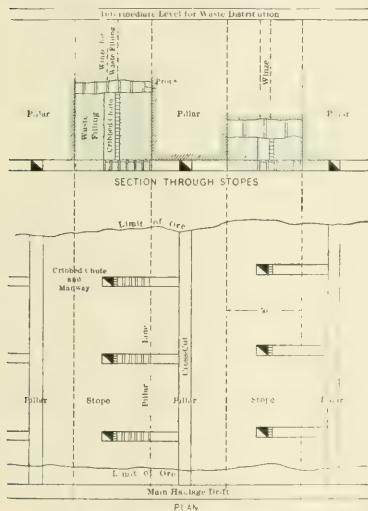 Intermediate Level for Waste Distribution
Winze for
Waste Filling
Winze
Props
Pillar
Waste
Filling
Cribbed Chute
Pillar
Pillar
SECTION THROUGH STOPES
Limit of Ore
Cribbed Chute
and
Manway
Pillar Line
Cross-Cut
Pillar
Stope
Pillar
Stope
Pillar
Limit of Ore
Main Haulage Drift
PLAN